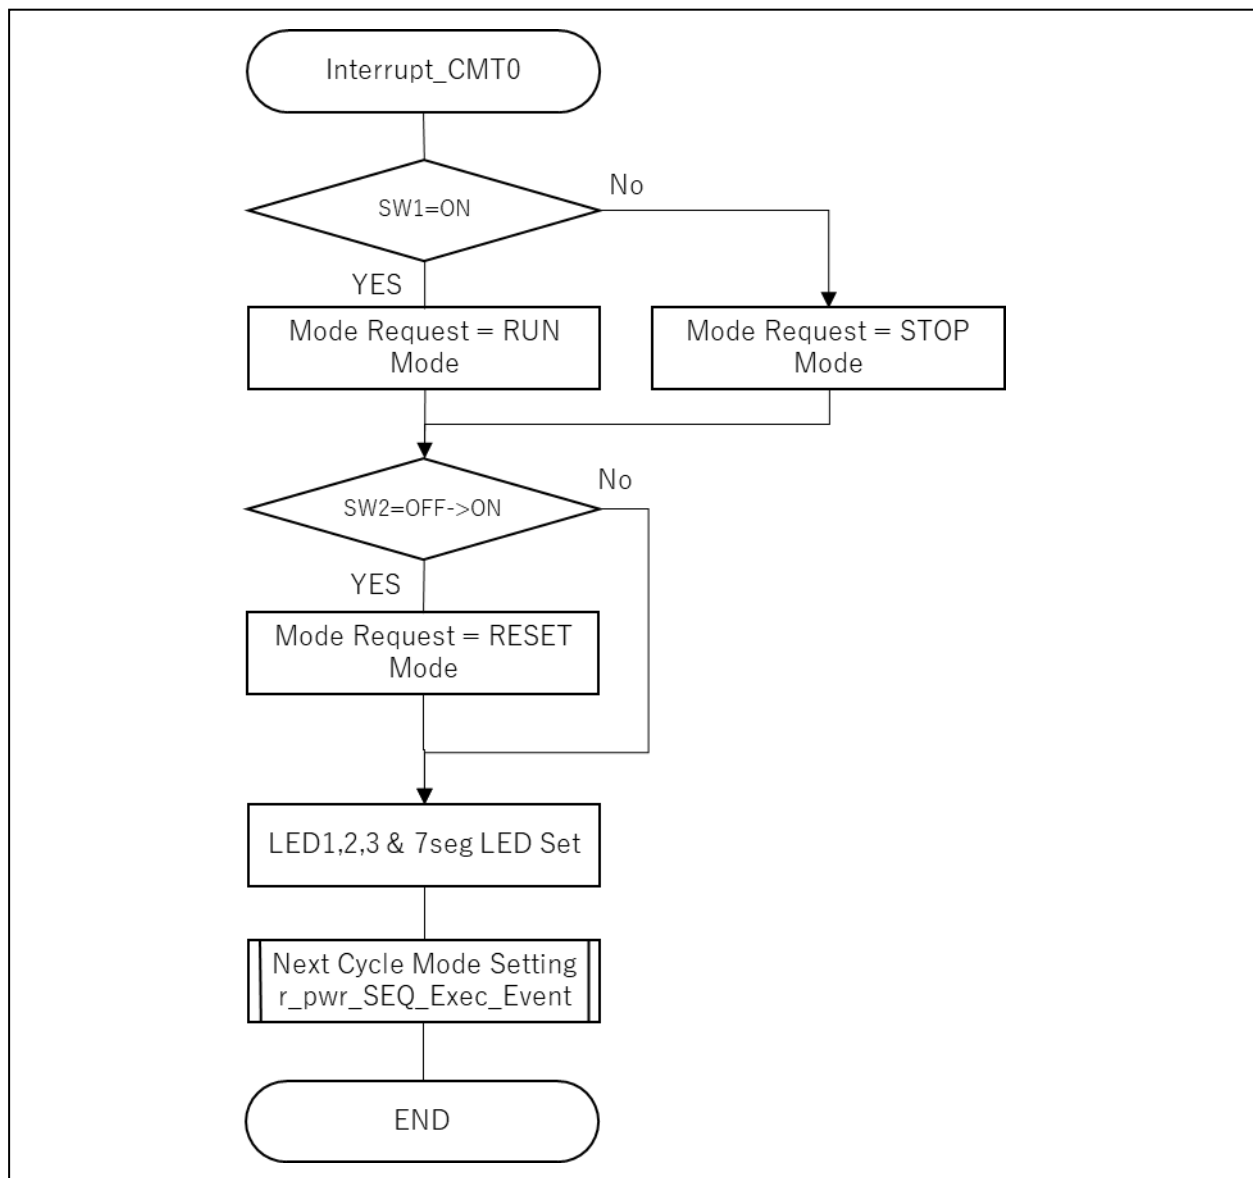 Interrupt_CMT0
SW1=ON
No
YES
Mode Request = RUN
Mode
Mode Request = STOP
Mode
SW2=OFF->ON
No
YES
Mode Request = RESET
Mode
LED1,2,3 & 7seg LED Set
Next Cycle Mode Setting
r_pwr_SEQ_Exec_Event
END